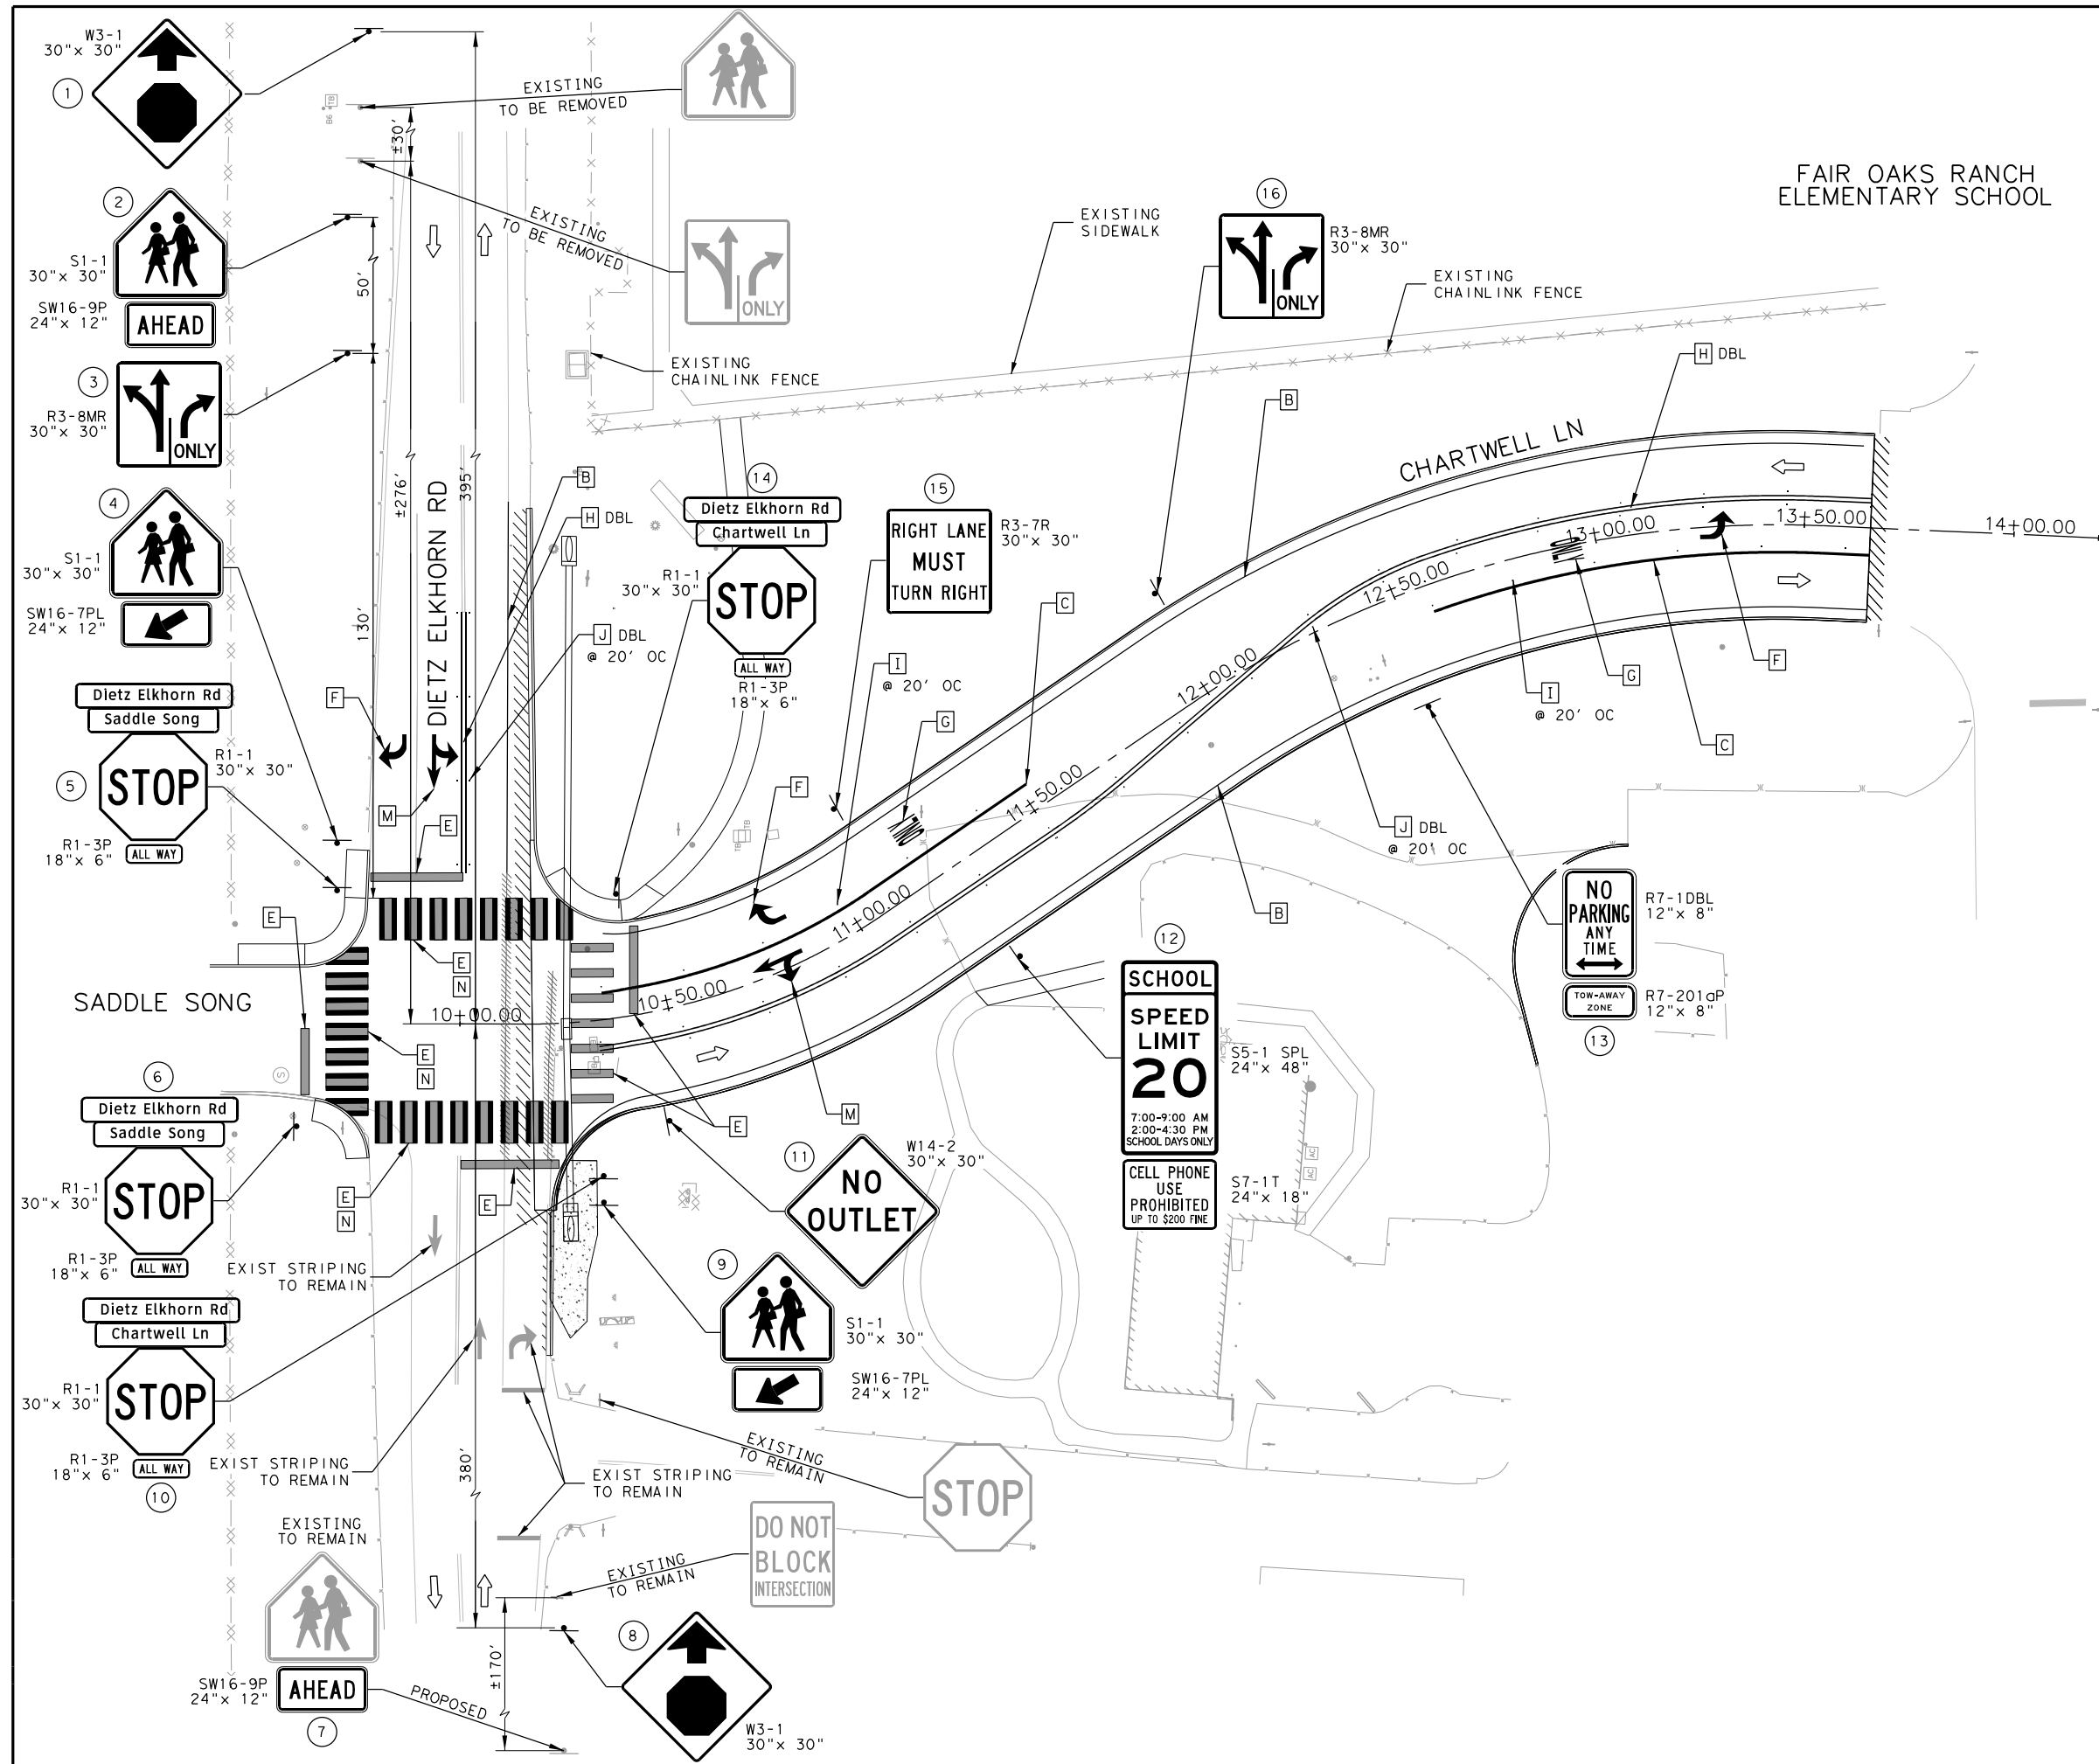 W3-1
30"x 30"
1
EXISTING
TO BE REMOVED
±30'
TB
B6
2
S1-1
30"x 30"
SW16-9P
24"x 12"
AHEAD
50'
EXISTING
TO BE REMOVED
ONLY
EXISTING
SIDEWALK
16
R3-8MR
30"x 30"
ONLY
FAIR OAKS RANCH
ELEMENTARY SCHOOL
EXISTING
CHAINLINK FENCE
3
R3-8MR
30"x 30"
ONLY
EXISTING
CHAINLINK FENCE
H DBL
B
CHARTWELL LN
4
S1-1
30"x 30"
SW16-7PL
24"x 12"
±276'
395'
130'
DIETZ ELKHORN RD
B
H DBL
J DBL
@ 20' OC
14
Dietz Elkhorn Rd
Chartwell Ln
R1-1
30"x 30"
STOP
ALL WAY
R1-3P
18"x 6"
15
RIGHT LANE
MUST
TURN RIGHT
R3-7R
30"x 30"
C
I
@ 20' OC
G
F
10+00.00
10+50.00
11+00.00
11+50.00
12+00.00
12+50.00
13+00.00
13+50.00
14+00.00
F
G
I
@ 20' OC
C
J DBL
@ 20' OC
B
Dietz Elkhorn Rd
Saddle Song
5
STOP
R1-1
30"x 30"
R1-3P
18"x 6"
ALL WAY
F
M
E
TB
TB
E
E
N
SADDLE SONG
E
N
E
N
S
6
Dietz Elkhorn Rd
Saddle Song
R1-1
30"x 30"
STOP
R1-3P
18"x 6"
ALL WAY
E
E
M
EXIST STRIPING
TO REMAIN
11
W14-2
30"x 30"
NO
OUTLET
12
SCHOOL
SPEED
LIMIT
20
7:00-9:00 AM
2:00-4:30 PM
SCHOOL DAYS ONLY
S5-1 SPL
24"x 48"
CELL PHONE
USE
PROHIBITED
UP TO $200 FINE
S7-1T
24"x 18"
AC
AC
NO
PARKING
ANY
TIME
R7-1DBL
12"x 8"
TOW-AWAY
ZONE
R7-201aP
12"x 8"
13
9
S1-1
30"x 30"
SW16-7PL
24"x 12"
Dietz Elkhorn Rd
Chartwell Ln
R1-1
30"x 30"
STOP
R1-3P
18"x 6"
ALL WAY
10
EXIST STRIPING
TO REMAIN
380'
EXIST STRIPING
TO REMAIN
EXISTING
TO REMAIN
STOP
DO NOT
BLOCK
INTERSECTION
EXISTING
TO REMAIN
EXISTING
TO REMAIN
SW16-9P
24"x 12"
AHEAD
7
PROPOSED
±170'
8
W3-1
30"x 30"